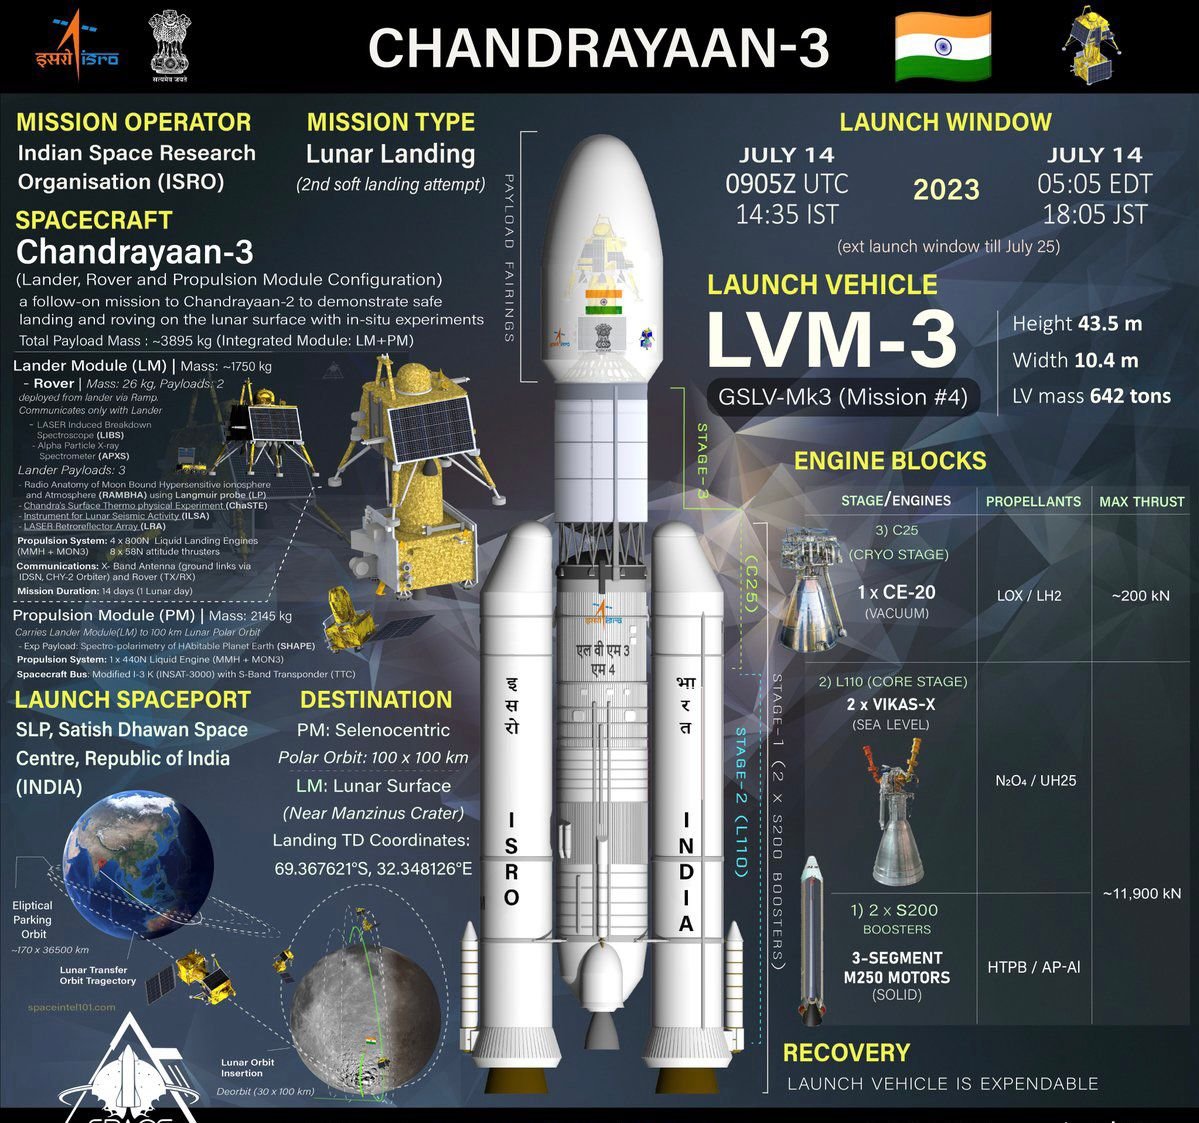 इसरो isro
सत्यमेव जयते
CHANDRAYAAN-3
MISSION OPERATOR
Indian Space Research
Organisation (ISRO)
MISSION TYPE
Lunar Landing
(2nd soft landing attempt)
SPACECRAFT
Chandrayaan-3
(Lander, Rover and Propulsion Module Configuration)
a follow-on mission to Chandrayaan-2 to demonstrate safe
landing and roving on the lunar surface with in-situ experiments
Total Payload Mass : ~3895 kg (Integrated Module: LM+PM)
Lander Module (LM) | Mass: ~1750 kg
- Rover | Mass: 26 kg, Payloads: 2
deployed from lander via Ramp.
Communicates only with Lander
- LASER Induced Breakdown
Spectroscope (LIBS)
- Alpha Particle X-ray
Spectrometer (APXS)
Lander Payloads: 3
- Radio Anatomy of Moon Bound Hypersensitive ionosphere
and Atmosphere (RAMBHA) using Langmuir probe (LP)
- Chandra's Surface Thermo physical Experiment (ChaSTE)
- Instrument for Lunar Seismic Activity (ILSA)
- LASER Retroreflector Array (LRA)
Propulsion System: 4 x 800N Liquid Landing Engines
(MMH + MON3) 8 x 58N attitude thrusters
Communications: X- Band Antenna (ground links via
IDSN, CHY-2 Orbiter) and Rover (TX/RX)
Mission Duration: 14 days (1 Lunar day)
Propulsion Module (PM) | Mass: 2145 kg
Carries Lander Module(LM) to 100 km Lunar Polar Orbit
- Exp Payload: Spectro-polarimetry of HAbitable Planet Earth (SHAPE)
Propulsion System: 1 x 440N Liquid Engine (MMH + MON3)
Spacecraft Bus: Modified I-3 K (INSAT-3000) with S-Band Transponder (TTC)
LAUNCH SPACEPORT
SLP, Satish Dhawan Space
Centre, Republic of India
(INDIA)
DESTINATION
PM: Selenocentric
Polar Orbit: 100 x 100 km
LM: Lunar Surface
(Near Manzinus Crater)
Landing TD Coordinates:
69.367621°S, 32.348126°E
Eliptical
Parking
Orbit
~170 x 36500 km
Lunar Transfer
Orbit Tragectory
spaceintel101.com
Lunar Orbit
Insertion
Deorbit (30 x 100 km)
SPACE
PAYLOAD FAIRINGS
STAGE-3
(C25)
STAGE-2 (L110)
STAGE-1 (2 X S200 BOOSTERS)
इसरो isro
एल वी एम 3
एम 4
इसरो
भारत
ISRO
INDIA
LAUNCH WINDOW
JULY 14
0905Z UTC
14:35 IST
2023
JULY 14
05:05 EDT
18:05 JST
(ext launch window till July 25)
LAUNCH VEHICLE
LVM-3
GSLV-Mk3 (Mission #4)
Height 43.5 m
Width 10.4 m
LV mass 642 tons
ENGINE BLOCKS
STAGE/ENGINES PROPELLANTS MAX THRUST
3) C25
(CRYO STAGE)
1 x CE-20
(VACUUM)
LOX / LH2
~200 kN
2) L110 (CORE STAGE)
2 x VIKAS-X
(SEA LEVEL)
N₂O₄ / UH25
~11,900 kN
1) 2 x S200
BOOSTERS
3-SEGMENT
M250 MOTORS
(SOLID)
HTPB / AP-Al
RECOVERY
LAUNCH VEHICLE IS EXPENDABLE